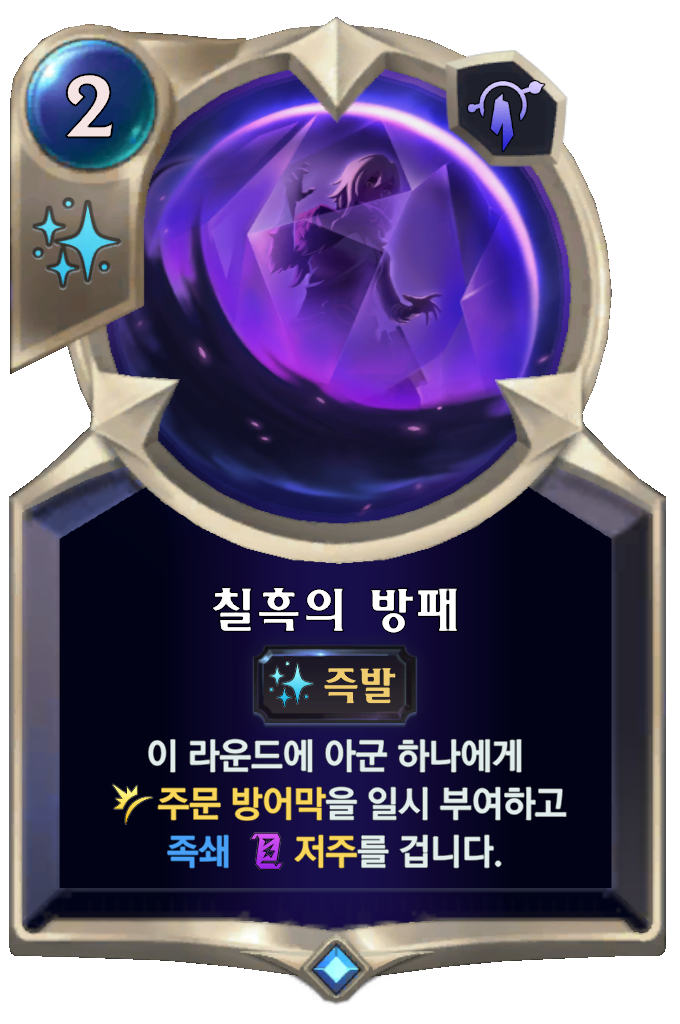 2
칠흑의 방패
즉발
이 라운드에 아군 하나에게
주문 방어막을 일시 부여하고
족쇄 저주를 겁니다.